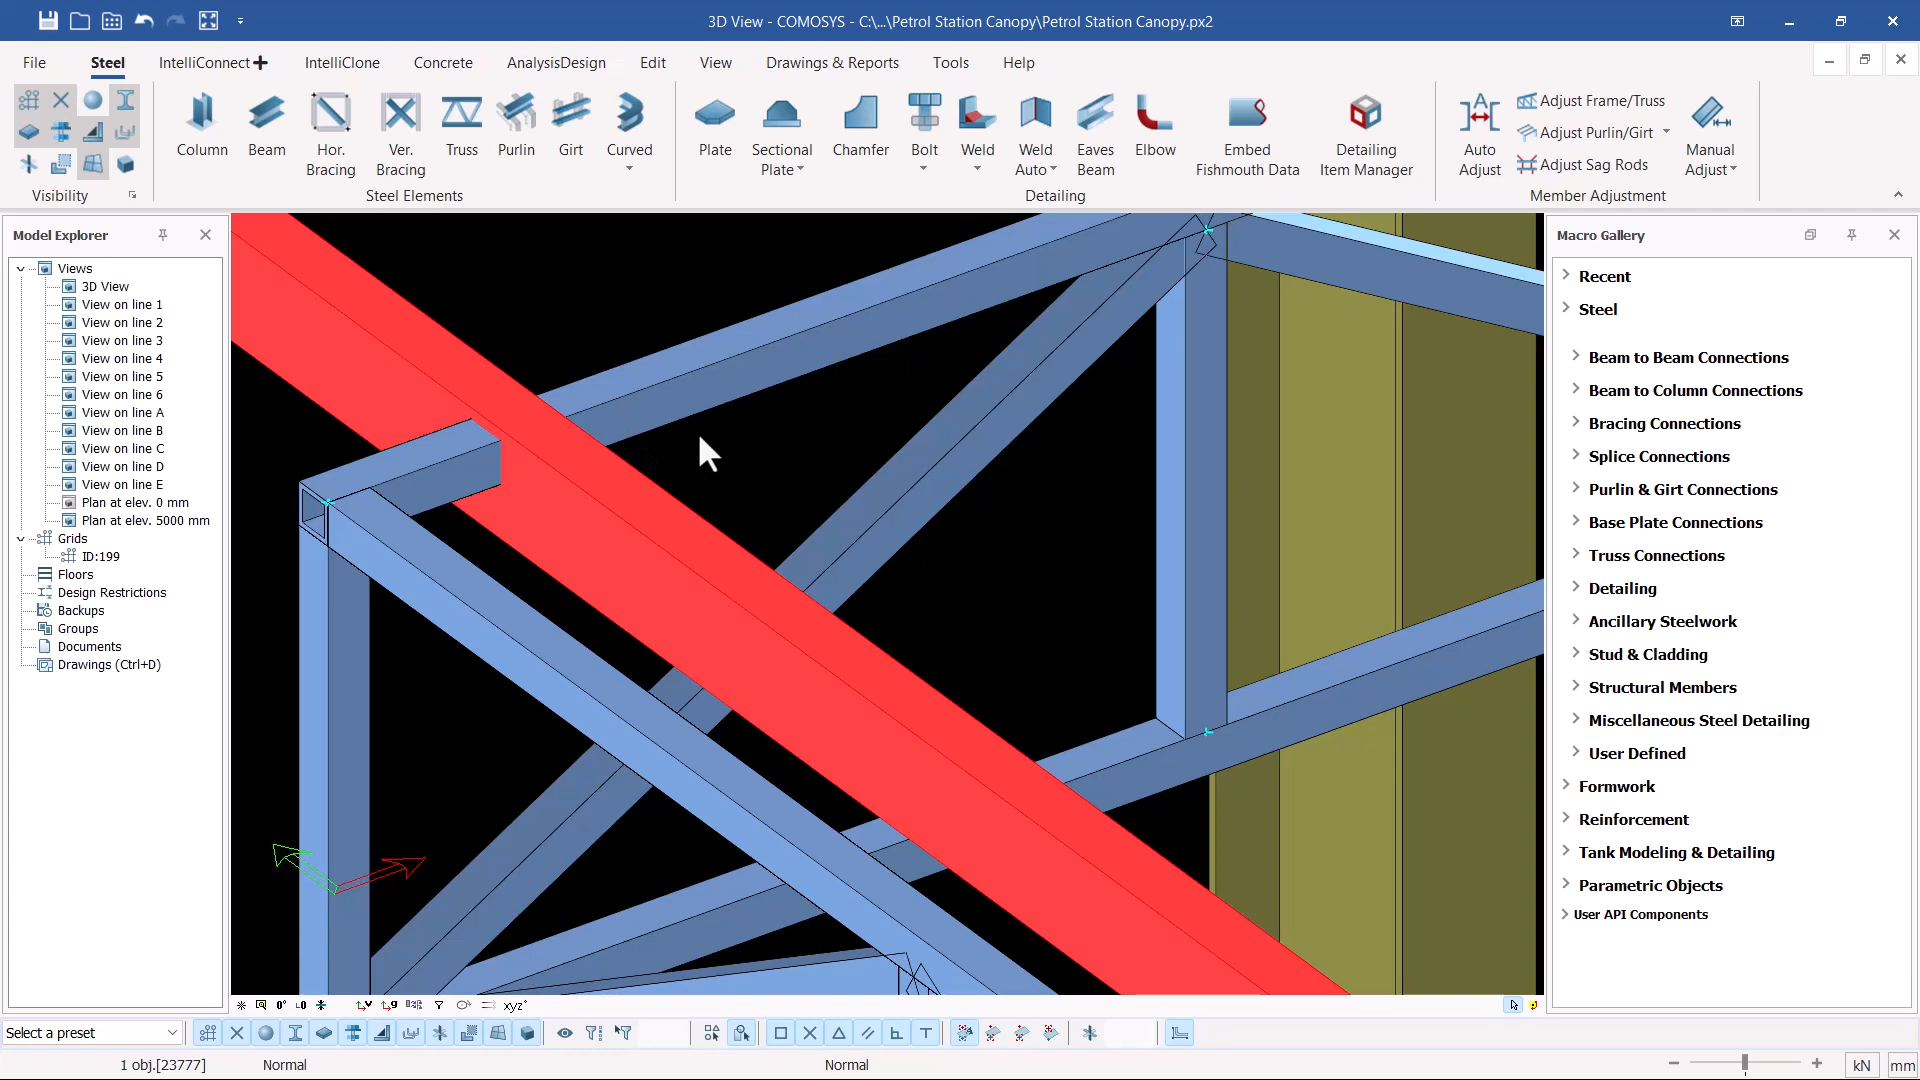 3D View - COMOSYS - C:\...\Petrol Station Canopy\Petrol Station Canopy.px2
File
Steel
IntelliConnect
IntelliClone
Concrete
AnalysisDesign
Edit
View
Drawings & Reports
Tools
Help
Column
Beam
Hor. Bracing
Ver. Bracing
Truss
Purlin
Girt
Curved
Plate
Sectional Plate
Chamfer
Bolt
Weld
Weld Auto
Eaves Beam
Elbow
Embed Fishmouth Data
Detailing Item Manager
Auto Adjust
Adjust Frame/Truss
Adjust Purlin/Girt
Adjust Sag Rods
Manual Adjust
Visibility
Steel Elements
Detailing
Member Adjustment
Model Explorer
Views
3D View
View on line 1
View on line 2
View on line 3
View on line 4
View on line 5
View on line 6
View on line A
View on line B
View on line C
View on line D
View on line E
Plan at elev. 0 mm
Plan at elev. 5000 mm
Grids
ID:199
Floors
Design Restrictions
Backups
Groups
Documents
Drawings (Ctrl+D)
Macro Gallery
Recent
Steel
Beam to Beam Connections
Beam to Column Connections
Bracing Connections
Splice Connections
Purlin & Girt Connections
Base Plate Connections
Truss Connections
Detailing
Ancillary Steelwork
Stud & Cladding
Structural Members
Miscellaneous Steel Detailing
User Defined
Formwork
Reinforcement
Tank Modeling & Detailing
Parametric Objects
User API Components
xyz
Select a preset
1 obj.[23777]
Normal
Normal
kN
mm